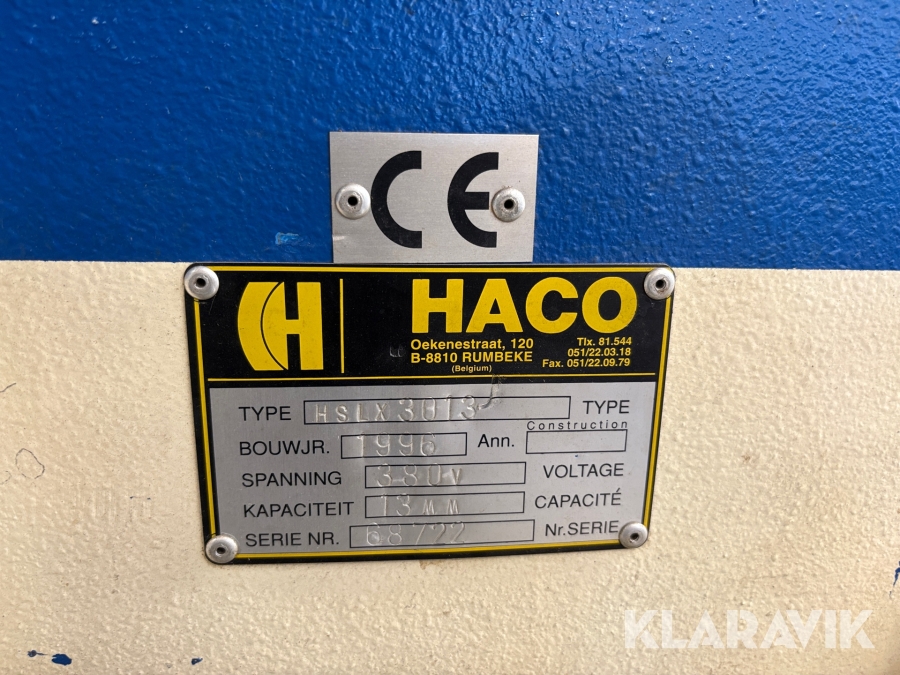 CE
H
HACO
Oekenestraat, 120
B-8810 RUMBEKE
(Belgium)
Tlx. 81.544
051/22.03.18
Fax. 051/22.09.79
TYPE HSLX 3013 TYPE
BOUWJR. 1996 Ann. Construction
SPANNING 380V VOLTAGE
KAPACITEIT 13MM CAPACITÉ
SERIE NR. 68722 Nr. SERIE
KLARAVIK